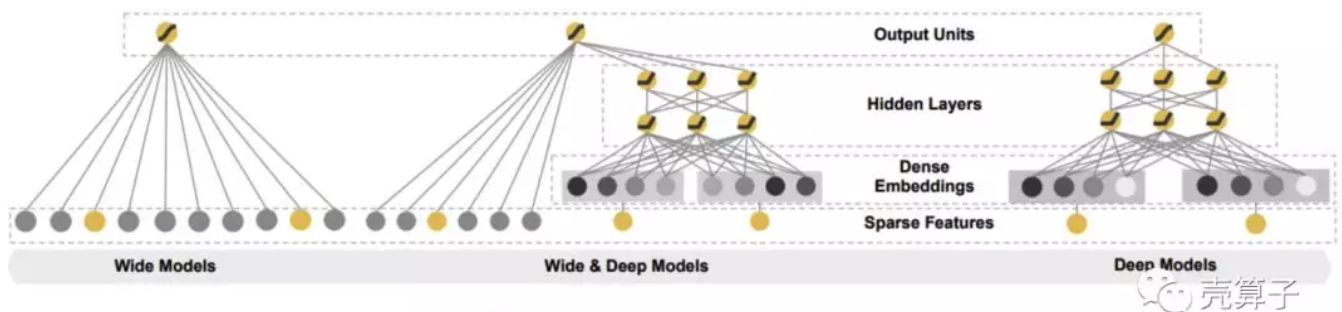 Output Units
Hidden Layers
Dense
Embeddings
Sparse Features
Wide Models
Wide & Deep Models
Deep Models
壳算子